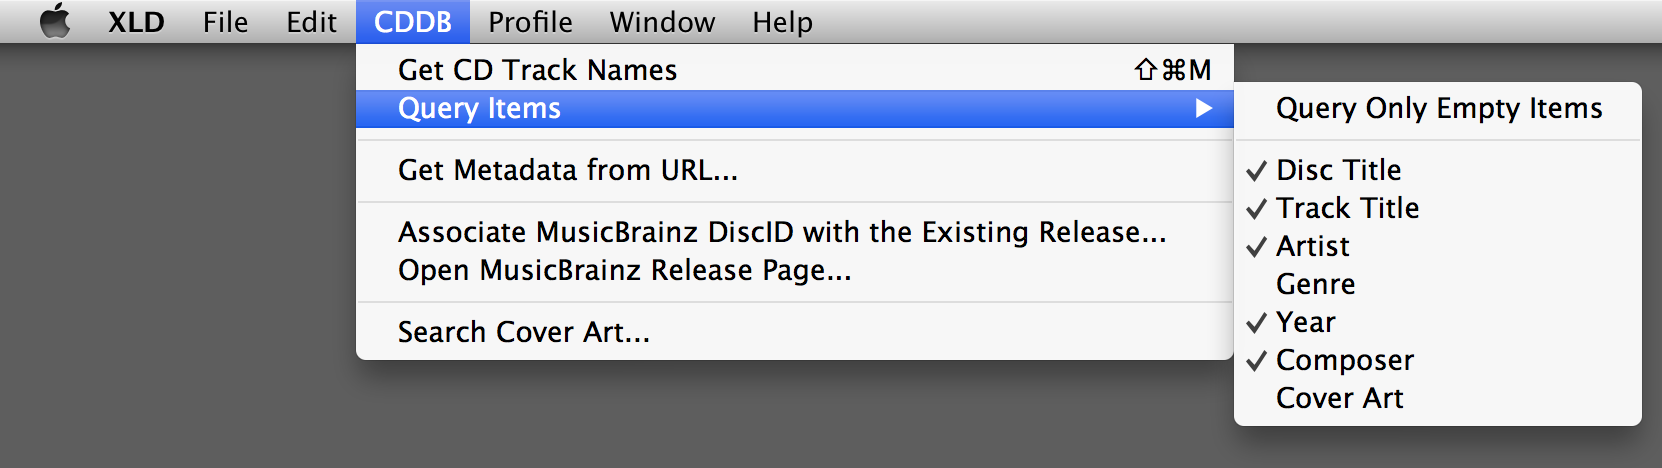 XLD File Edit CDDB Profile Window Help
Get CD Track Names ⇧⌘M
Query Items ▶
Get Metadata from URL...
Associate MusicBrainz DiscID with the Existing Release...
Open MusicBrainz Release Page...
Search Cover Art...
Query Only Empty Items
✓ Disc Title
✓ Track Title
✓ Artist
Genre
✓ Year
✓ Composer
Cover Art